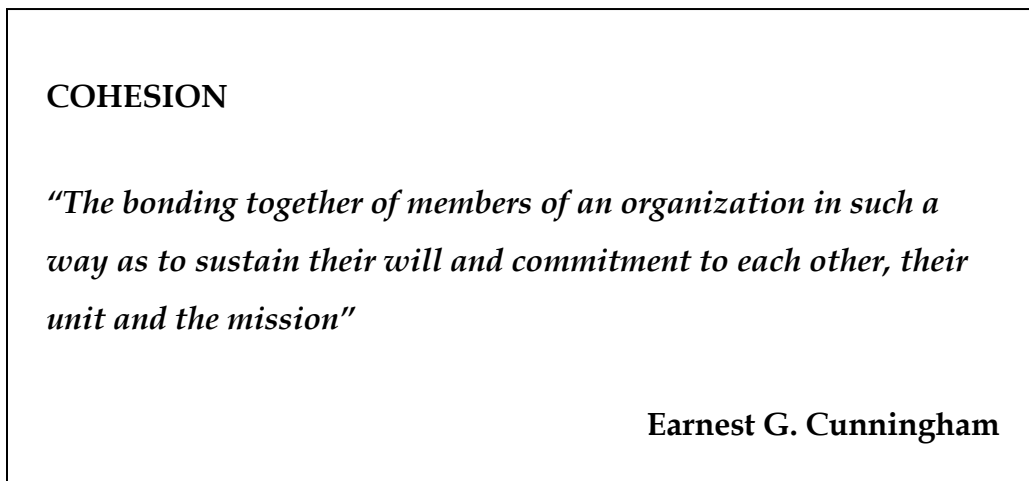 COHESION
“The bonding together of members of an organization in such a
way as to sustain their will and commitment to each other, their
unit and the mission”
Earnest G. Cunningham